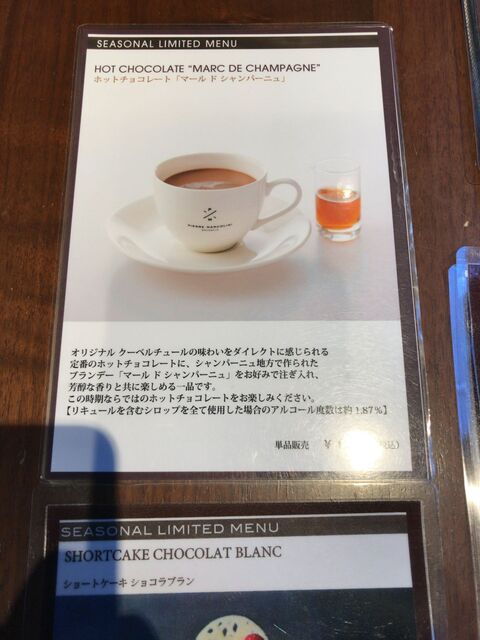 SEASONAL LIMITED MENU
HOT CHOCOLATE "MARC DE CHAMPAGNE"
ホットチョコレート「マール ド シャンパーニュ」
PIERRE MARCOLINI
オリジナル クーベルチュールの味わいをダイレクトに感じられる
定番のホットチョコレートに、シャンパーニュ地方で作られた
ブランデー「マール ド シャンパーニュ」をお好みで注ぎ入れ、
芳醇な香りと共に楽しめる一品です。
この時期ならではのホットチョコレートをお楽しみください。
【リキュールを含むシロップを全て使用した場合のアルコール度数は約1.87%】
単品販売 ¥
SEASONAL LIMITED MENU
SHORTCAKE CHOCOLAT BLANC
ショートケーキ ショコラブラン